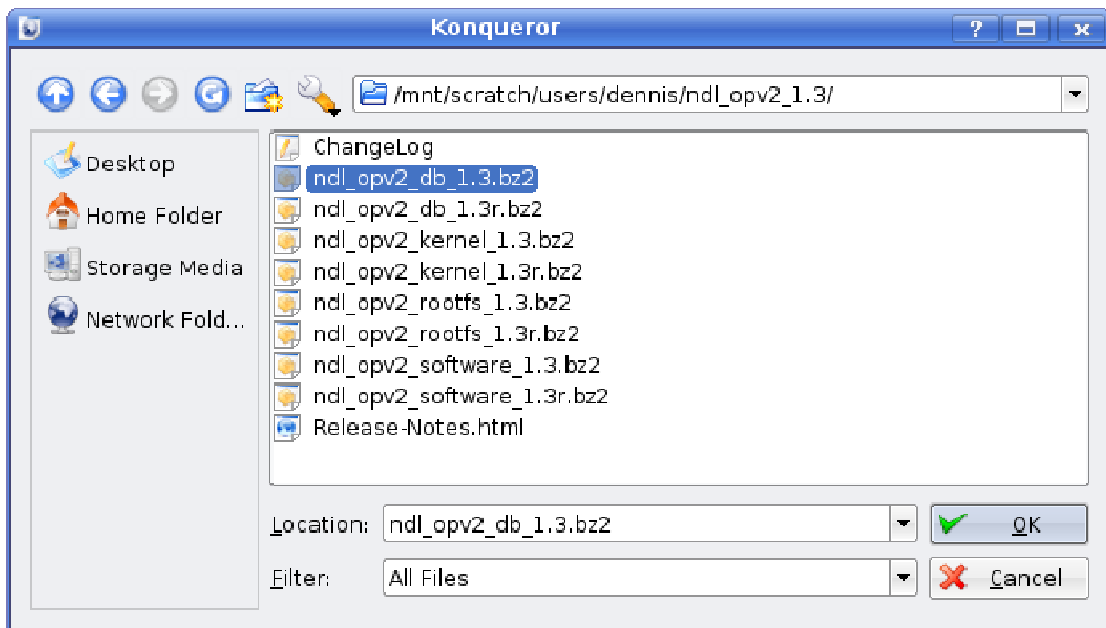 Konqueror
?
/mnt/scratch/users/dennis/ndl_opv2_1.3/
Desktop
Home Folder
Storage Media
Network Fold...
ChangeLog
ndl_opv2_db_1.3.bz2
ndl_opv2_db_1.3r.bz2
ndl_opv2_kernel_1.3.bz2
ndl_opv2_kernel_1.3r.bz2
ndl_opv2_rootfs_1.3.bz2
ndl_opv2_rootfs_1.3r.bz2
ndl_opv2_software_1.3.bz2
ndl_opv2_software_1.3r.bz2
Release-Notes.html
Location: ndl_opv2_db_1.3.bz2
OK
Filter: All Files
Cancel